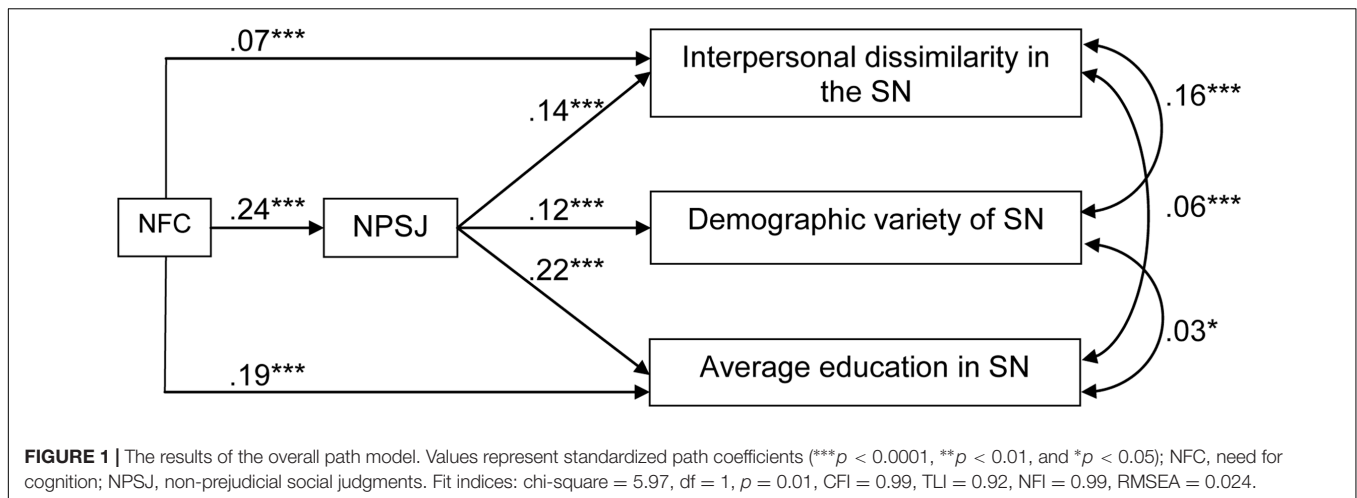 .07***
Interpersonal dissimilarity in
the SN
.16***
.14***
NFC
.24***
NPSJ
.12***
Demographic variety of SN
.06***
.22***
.03*
Average education in SN
.19***
FIGURE 1 | The results of the overall path model. Values represent standardized path coefficients (***p < 0.0001, **p < 0.01, and *p < 0.05); NFC, need for
cognition; NPSJ, non-prejudicial social judgments. Fit indices: chi-square = 5.97, df = 1, p = 0.01, CFI = 0.99, TLI = 0.92, NFI = 0.99, RMSEA = 0.024.